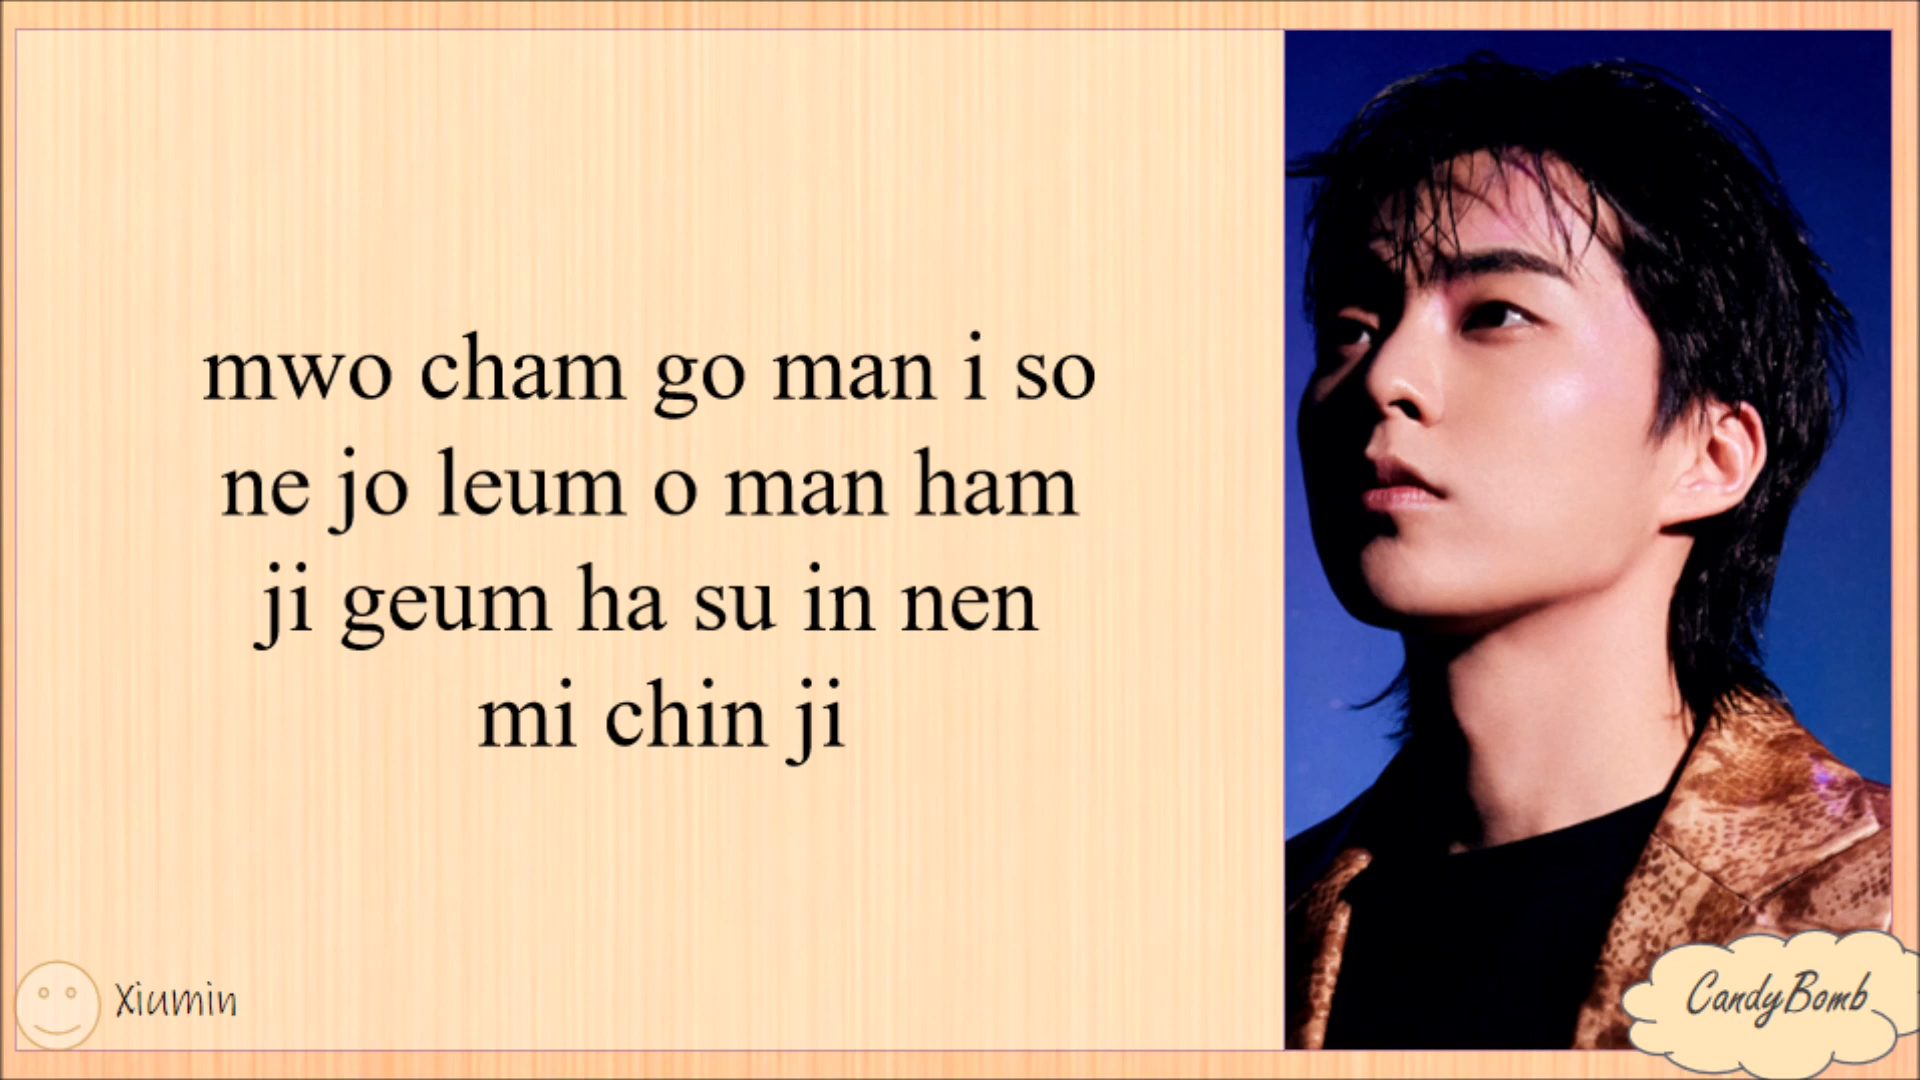 mwo cham go man i so
ne jo leum o man ham
ji geum ha su in nen
mi chin ji
Xiumin
CandyBomb